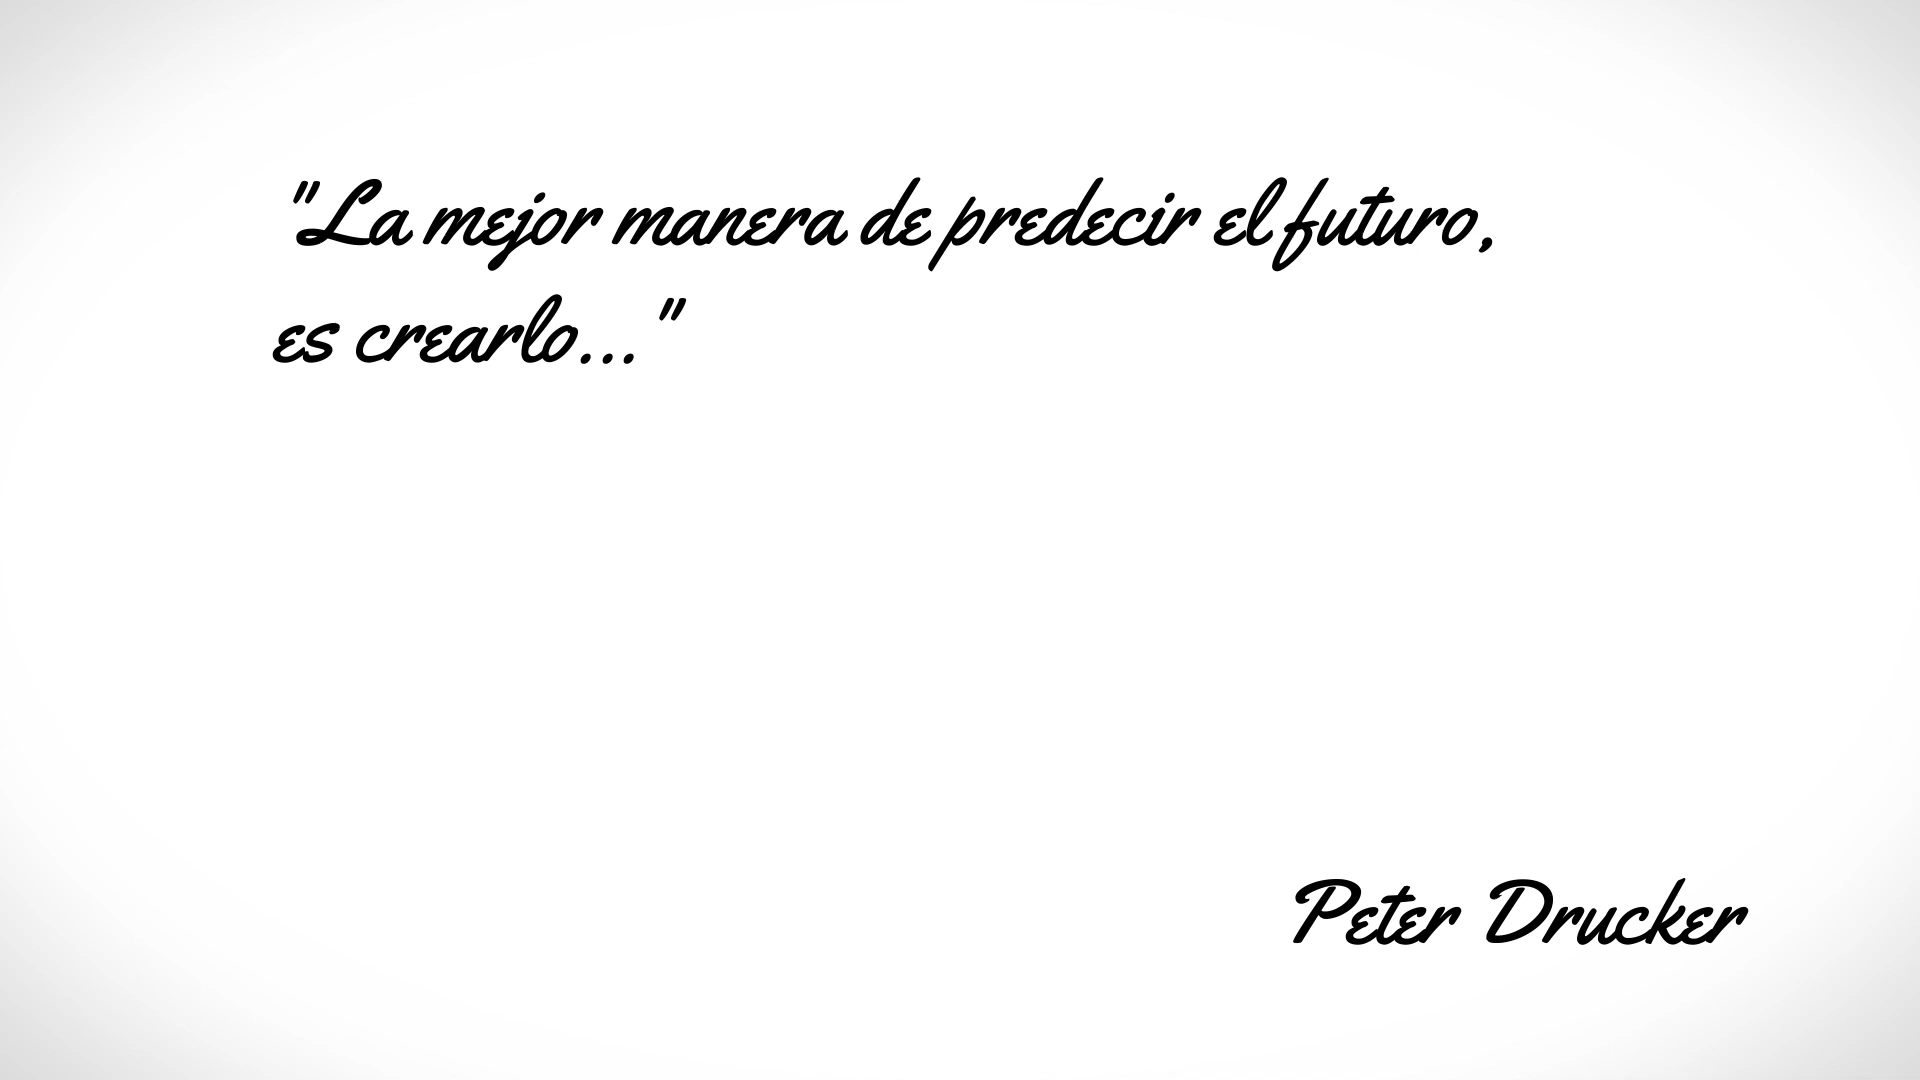 "La mejor manera de predecir el futuro,
es crearlo..."
Peter Drucker